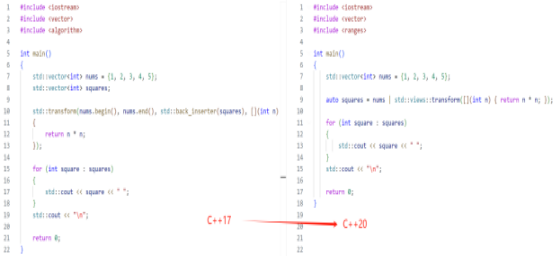 1 #include <iostream>
2 #include <vector>
3 #include <algorithm>
4
5 int main()
6 {
7 std::vector<int> nums = {1, 2, 3, 4, 5};
8 std::vector<int> squares;
9
10 std::transform(nums.begin(), nums.end(), std::back_inserter(squares), [](int n)
11 {
12 return n * n;
13 });
14
15 for (int square : squares)
16 {
17 std::cout << square << " ";
18 }
19 std::cout << "\n";
20
21 return 0;
22 }
1 #include <iostream>
2 #include <vector>
3 #include <ranges>
4
5 int main()
6 {
7 std::vector<int> nums = {1, 2, 3, 4, 5};
8
9 auto squares = nums | std::views::transform([](int n) { return n * n; });
10
11 for (int square : squares)
12 {
13 std::cout << square << " ";
14 }
15 std::cout << "\n";
16
17 return 0;
18 }
19
20
21
22
C++17
C++20